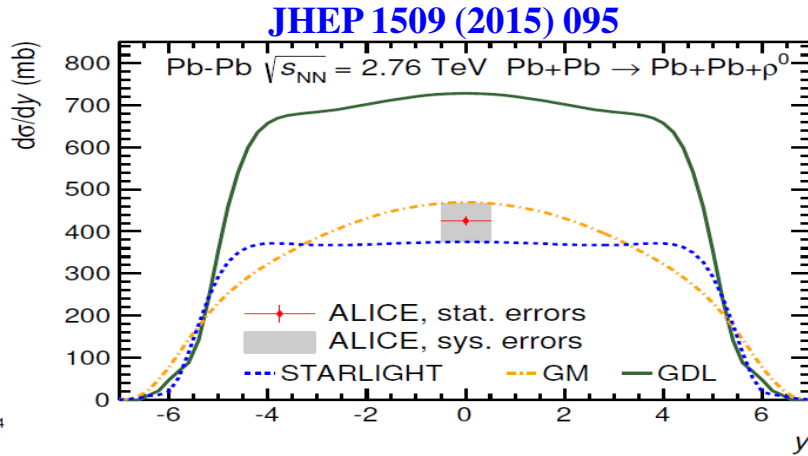 JHEP 1509 (2015) 095
Pb-Pb √sNN = 2.76 TeV Pb+Pb → Pb+Pb+ρ⁰
dσ/dy (mb)
800
700
600
500
400
300
200
100
0
ALICE, stat. errors
ALICE, sys. errors
STARLIGHT GM GDL
-6 -4 -2 0 2 4 6
y
4